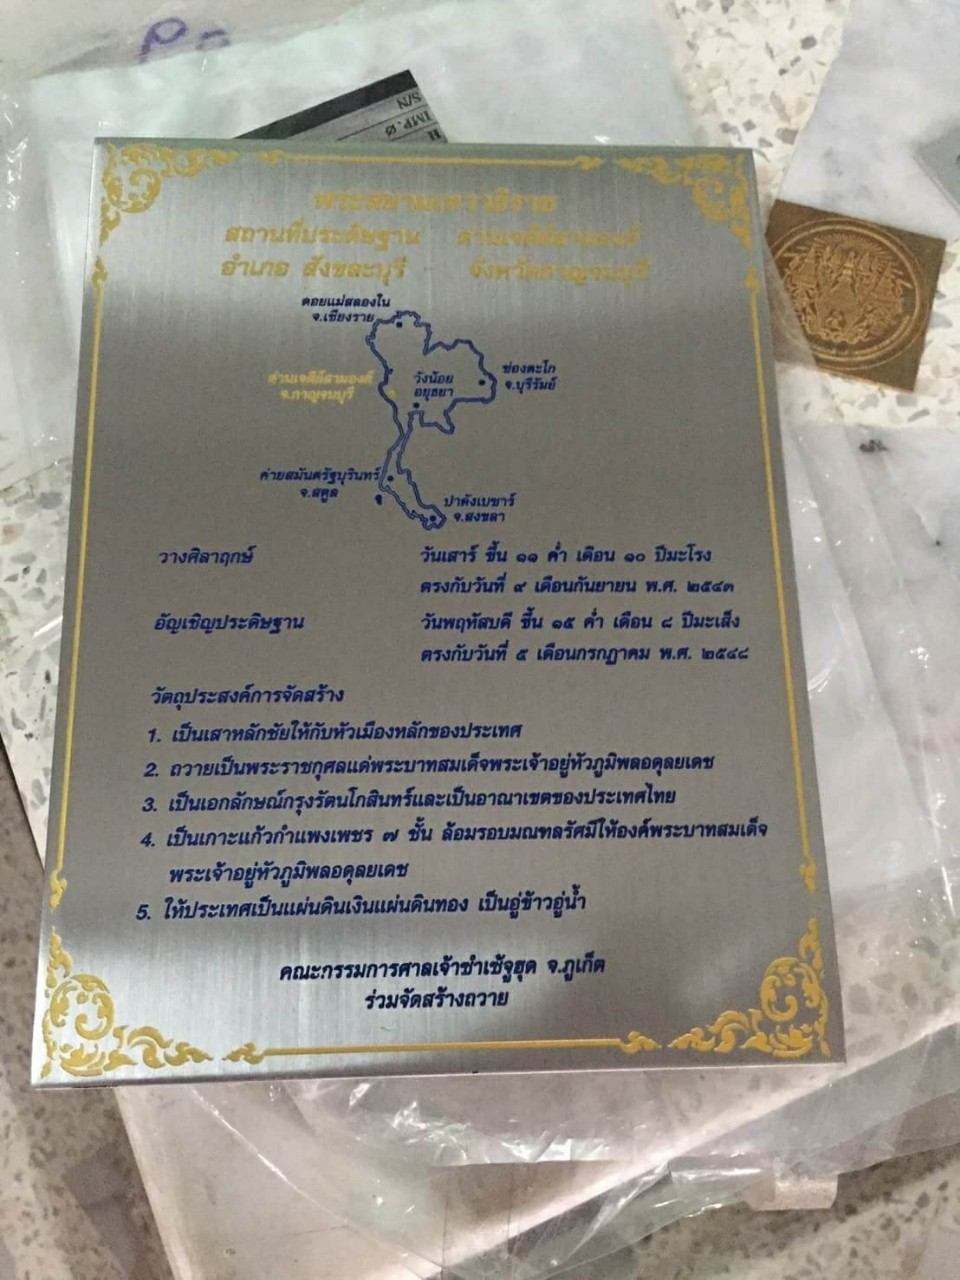 S/N
IMP. Ø
พระสยามเทวาธิราช
สถานที่ประดิษฐาน ด่านเจดีย์สามองค์
อำเภอ สังขละบุรี จังหวัดกาญจนบุรี
ดอยแม่สลองใน
จ.เชียงราย
ด่านเจดีย์สามองค์
จ.กาญจนบุรี
วังน้อย
อยุธยา
ช่องตะโก
จ.บุรีรัมย์
ค่ายสมันตรัฐบุรินทร์
จ.สตูล
ปาดังเบซาร์
จ.สงขลา
วางศิลาฤกษ์ วันเสาร์ ขึ้น ๑๑ ค่ำ เดือน ๑๐ ปีมะโรง
ตรงกับวันที่ ๙ เดือนกันยายน พ.ศ. ๒๕๔๓
อัญเชิญประดิษฐาน วันพฤหัสบดี ขึ้น ๑๕ ค่ำ เดือน ๘ ปีมะเส็ง
ตรงกับวันที่ ๕ เดือนกรกฎาคม พ.ศ. ๒๕๔๔
วัตถุประสงค์การจัดสร้าง
1. เป็นเสาหลักชัยให้กับหัวเมืองหลักของประเทศ
2. ถวายเป็นพระราชกุศลแด่พระบาทสมเด็จพระเจ้าอยู่หัวภูมิพลอดุลยเดช
3. เป็นเอกลักษณ์กรุงรัตนโกสินทร์และเป็นอาณาเขตของประเทศไทย
4. เป็นเกาะแก้วกำแพงเพชร ๗ ชั้น ล้อมรอบมณฑลรัศมีให้องค์พระบาทสมเด็จ
พระเจ้าอยู่หัวภูมิพลอดุลยเดช
5. ให้ประเทศเป็นแผ่นดินเงินแผ่นดินทอง เป็นอู่ข้าวอู่น้ำ
คณะกรรมการศาลเจ้าซำเซ้จูฮุด จ.ภูเก็ต
ร่วมจัดสร้างถวาย